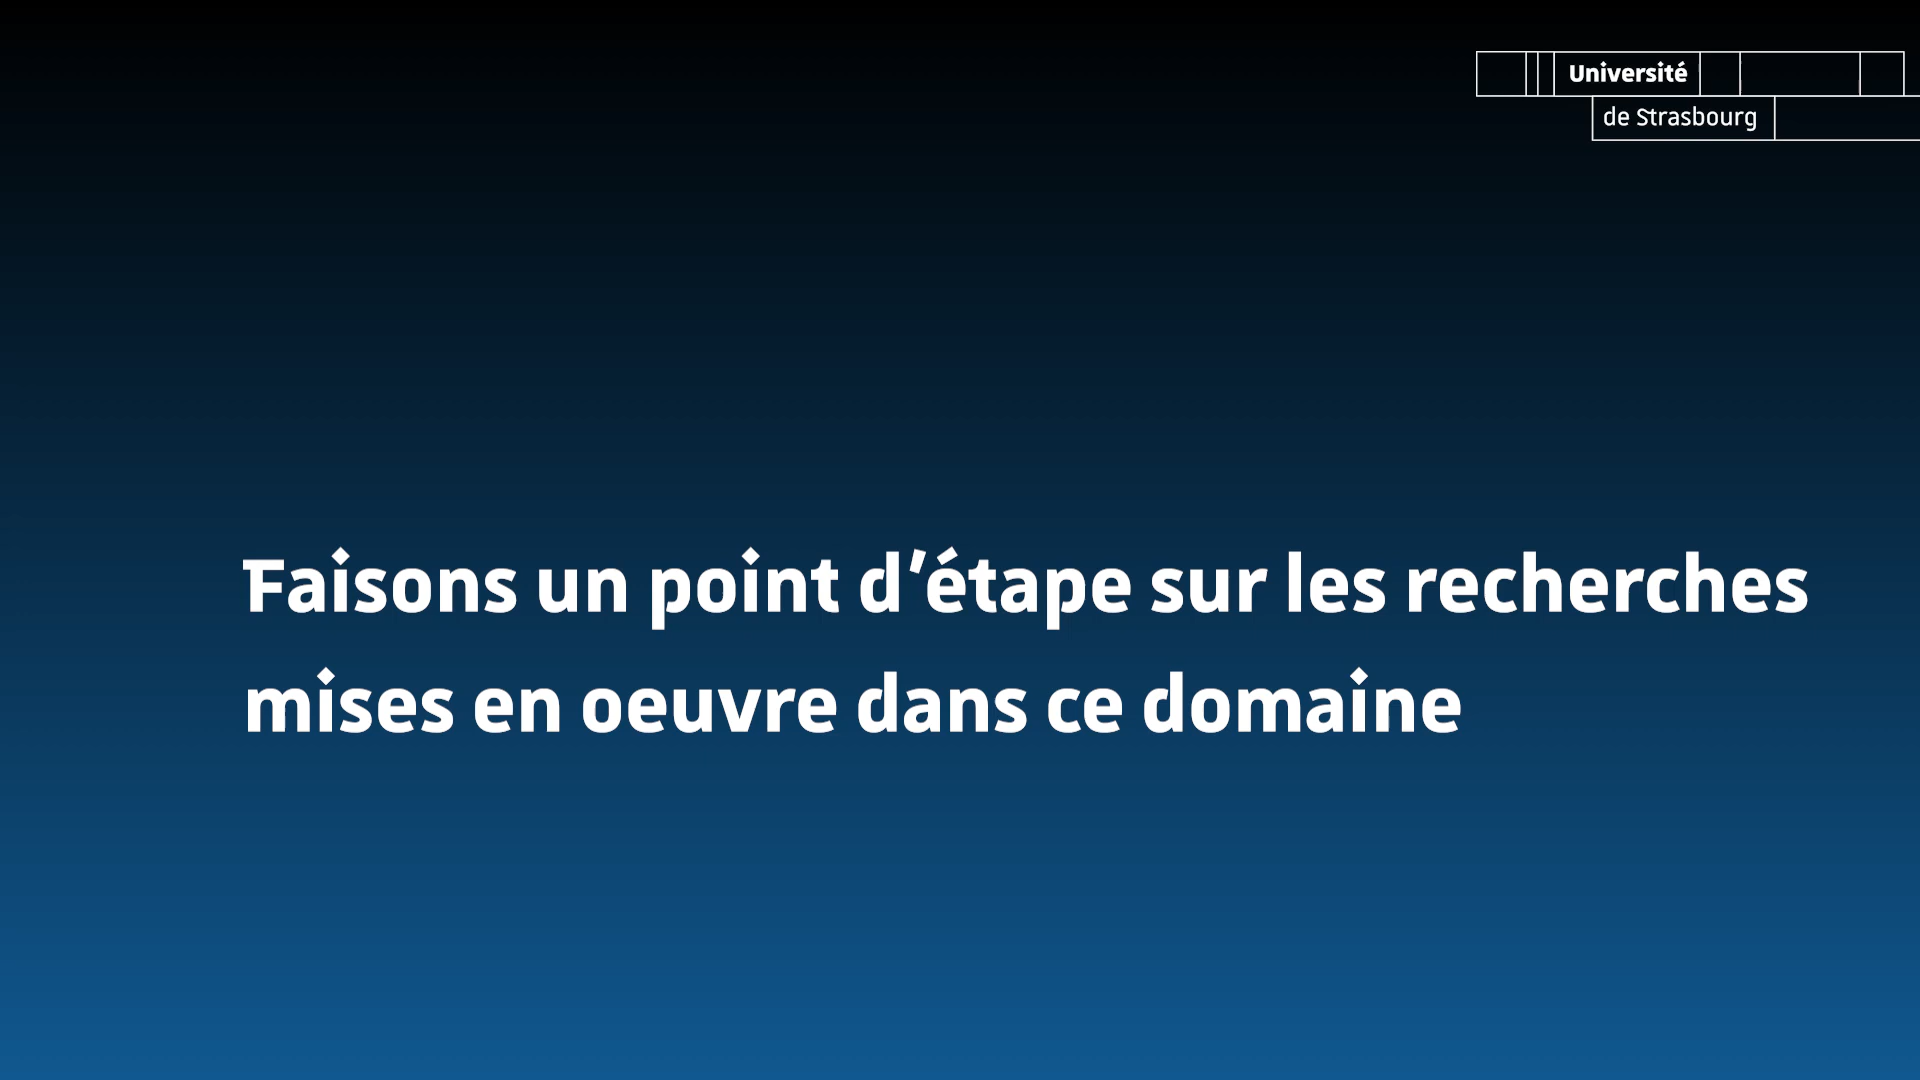 Université
de Strasbourg
Faisons un point d’étape sur les recherches
mises en oeuvre dans ce domaine